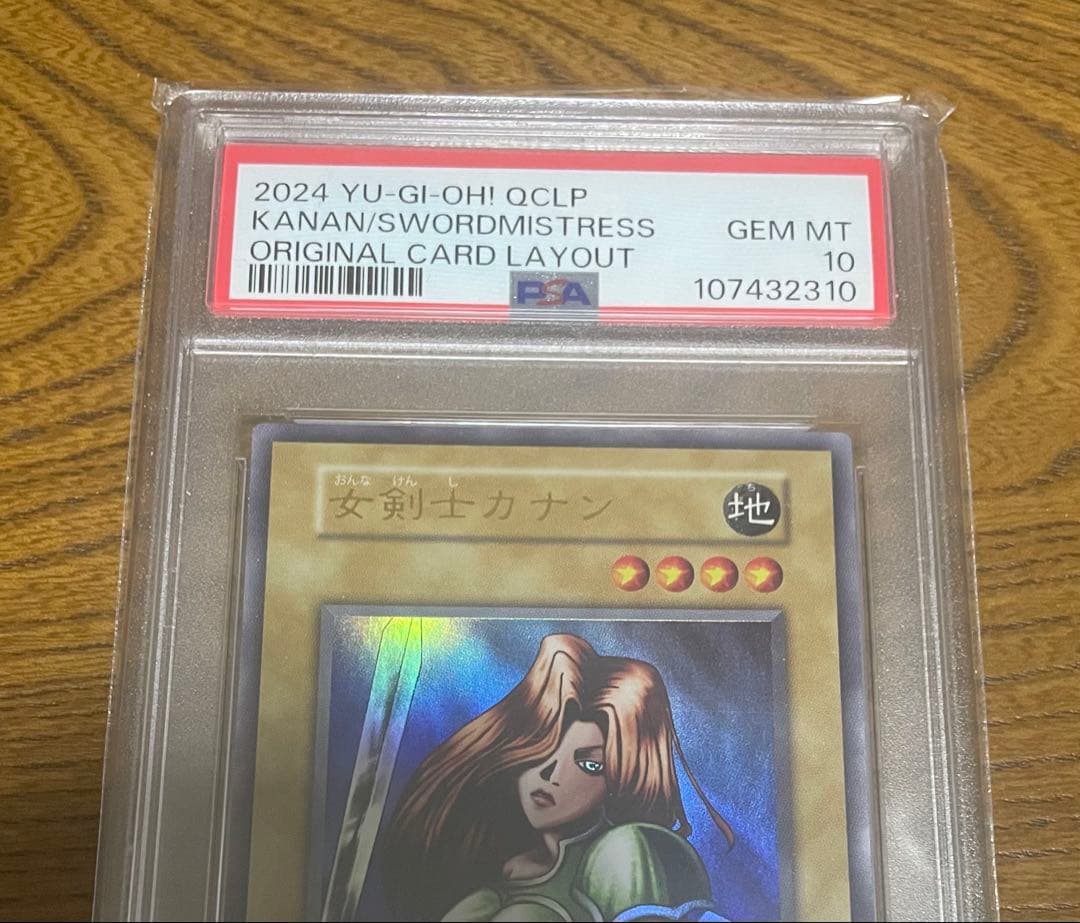 2024 YU-GI-OH! QCLP
KANAN/SWORDMISTRESS
ORIGINAL CARD LAYOUT
GEM MT
10
107432310
PSA
おんな けん し
女剣士カナン
ち
地